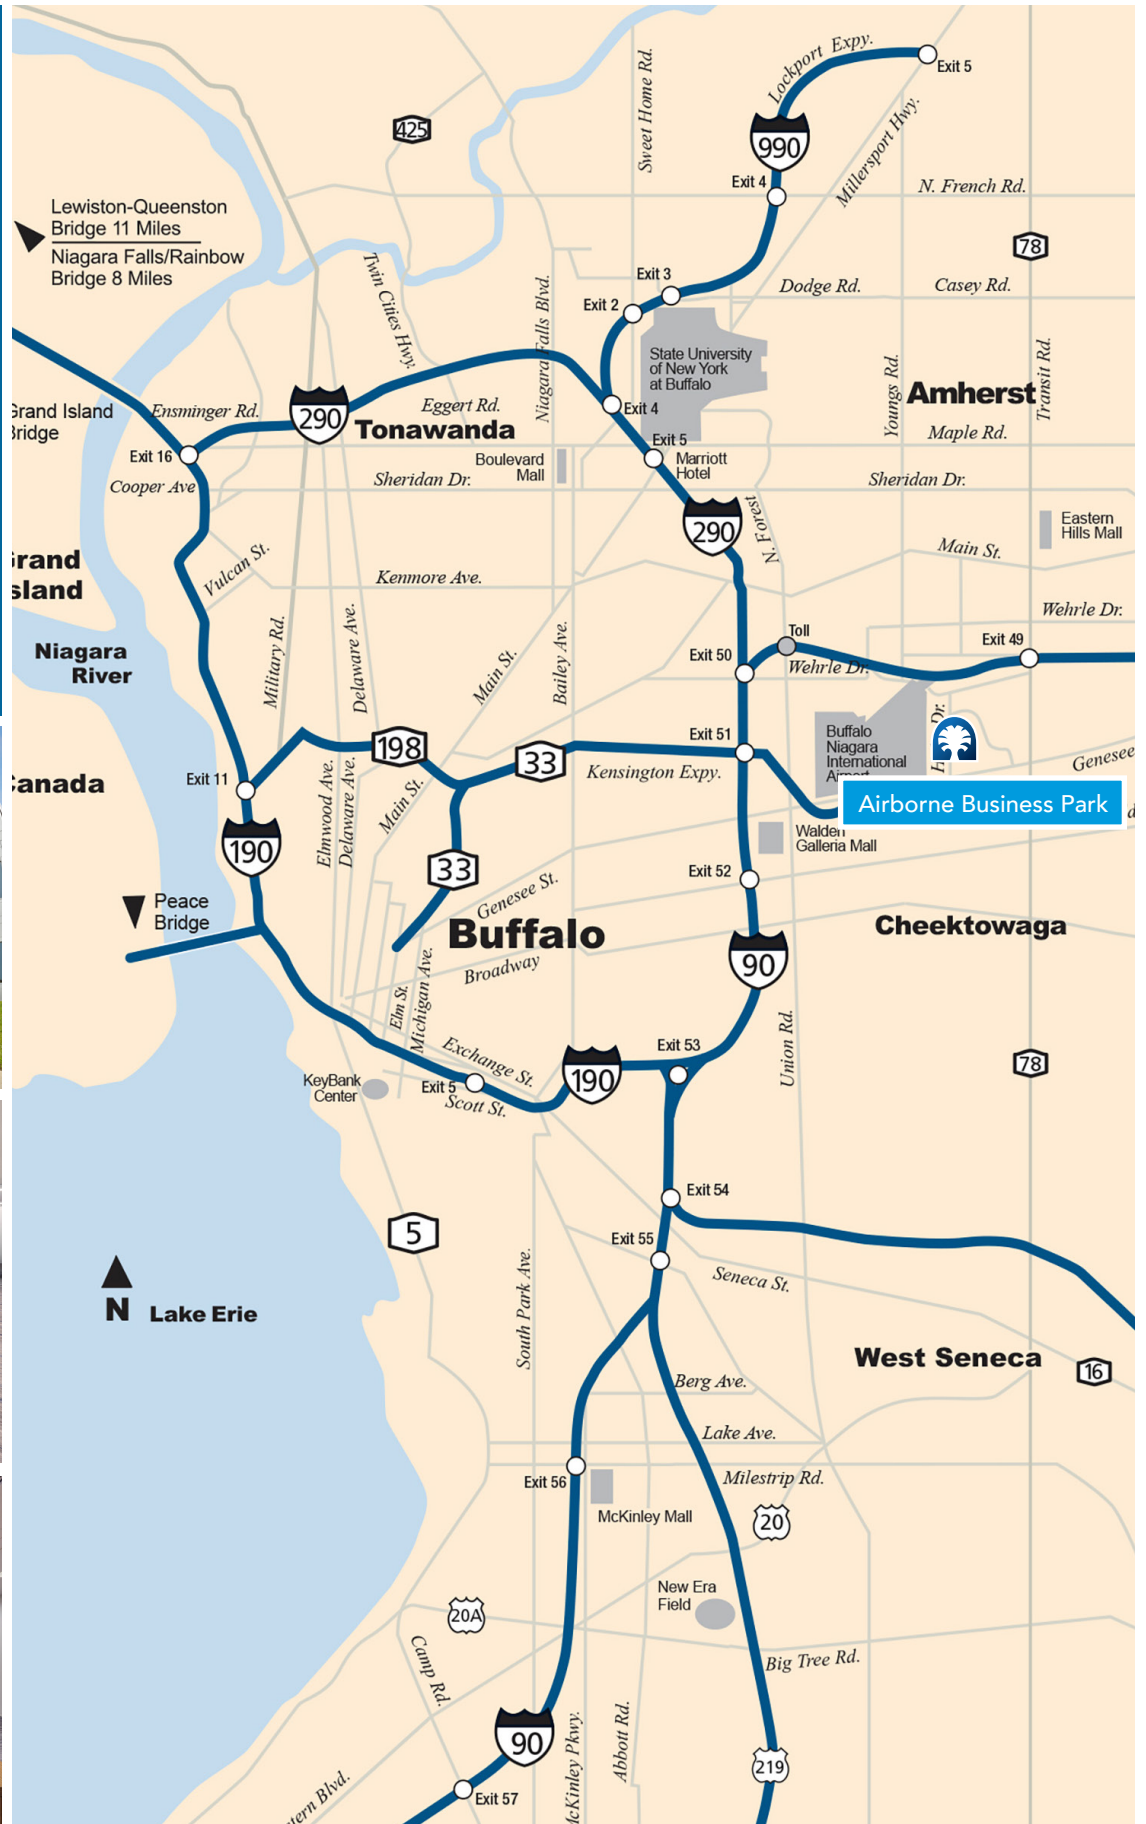 Lockport Expy.
Exit 5
Sweet Home Rd.
425
990
Millersport Hwy.
Exit 4
N. French Rd.
Lewiston-Queenston
Bridge 11 Miles
Niagara Falls/Rainbow
Bridge 8 Miles
78
Twin Cities Hwy.
Exit 3
Exit 2
Dodge Rd.
Casey Rd.
Niagara Falls Blvd.
State University
of New York
at Buffalo
Youngs Rd.
Transit Rd.
Amherst
290
Ensminger Rd.
Eggert Rd.
Exit 4
Tonawanda
Maple Rd.
Exit 5
Marriott
Hotel
Bridge
Exit 16
Boulevard
Mall
Cooper Ave
Sheridan Dr.
Sheridan Dr.
290
N. Forest
Eastern
Hills Mall
Main St.
Vulcan St.
Kenmore Ave.
Wehrle Dr.
Niagara
River
Military Rd.
Delaware Ave.
Main St.
Bailey Ave.
Toll
Exit 50
Wehrle Dr.
Exit 49
198
33
Exit 51
Kensington Expy.
Buffalo
Niagara
International
Airport
Dr.
Genesee
Exit 11
Canada
Elmwood Ave.
Delaware Ave.
Main St.
Airborne Business Park
190
33
Walden
Galleria Mall
Exit 52
Peace
Bridge
Genesee St.
Buffalo
Broadway
Cheektowaga
90
Elm St.
Michigan Ave.
Union Rd.
Exchange St.
Exit 53
190
78
KeyBank
Center
Exit 5
Scott St.
Exit 54
5
Exit 55
South Park Ave.
Seneca St.
N
Lake Erie
West Seneca
16
Berg Ave.
Lake Ave.
Exit 56
Milestrip Rd.
McKinley Mall
20
New Era
Field
20A
Camp Rd.
Big Tree Rd.
90
McKinley Pkwy.
Abbott Rd.
219
Exit 57